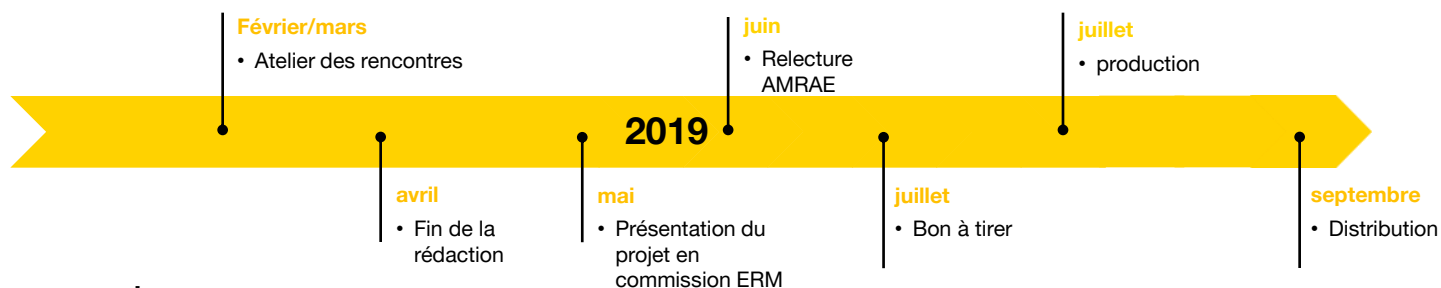 Février/mars
• Atelier des rencontres
avril
• Fin de la
rédaction
mai
• Présentation du
projet en
commission ERM
2019
juin
• Relecture
AMRAE
juillet
• Bon à tirer
juillet
• production
septembre
• Distribution